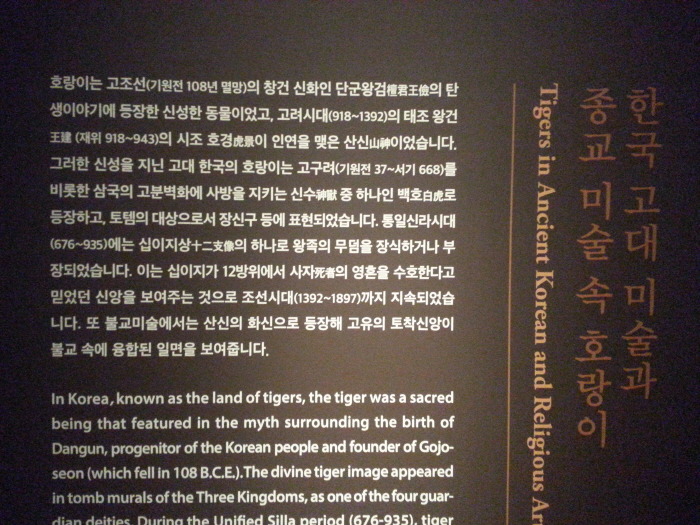 한국 고대 미술과
종교 미술 속 호랑이
Tigers in Ancient Korean and Religious Ar
호랑이는 고조선(기원전 108년 멸망)의 창건 신화인 단군왕검檀君王儉의 탄
생이야기에 등장한 신성한 동물이었고, 고려시대(918~1392)의 태조 왕건
王建 (재위 918~943)의 시조 호경虎景이 인연을 맺은 산신山神이었습니다.
그러한 신성을 지닌 고대 한국의 호랑이는 고구려(기원전 37~서기 668)를
비롯한 삼국의 고분벽화에 사방을 지키는 신수神獸 중 하나인 백호白虎로
등장하고, 토템의 대상으로서 장신구 등에 표현되었습니다. 통일신라시대
(676~935)에는 십이지상十二支像의 하나로 왕족의 무덤을 장식하거나 부
장되었습니다. 이는 십이지가 12방위에서 사자死者의 영혼을 수호한다고
믿었던 신앙을 보여주는 것으로 조선시대(1392~1897)까지 지속되었습
니다. 또 불교미술에서는 산신의 화신으로 등장해 고유의 토착신앙이
불교 속에 융합된 일면을 보여줍니다.
In Korea, known as the land of tigers, the tiger was a sacred
being that featured in the myth surrounding the birth of
Dangun, progenitor of the Korean people and founder of Gojo-
seon (which fell in 108 B.C.E.). The divine tiger image appeared
in tomb murals of the Three Kingdoms, as one of the four guar-
dian deities. During the Unified Silla period (676-935), tiger